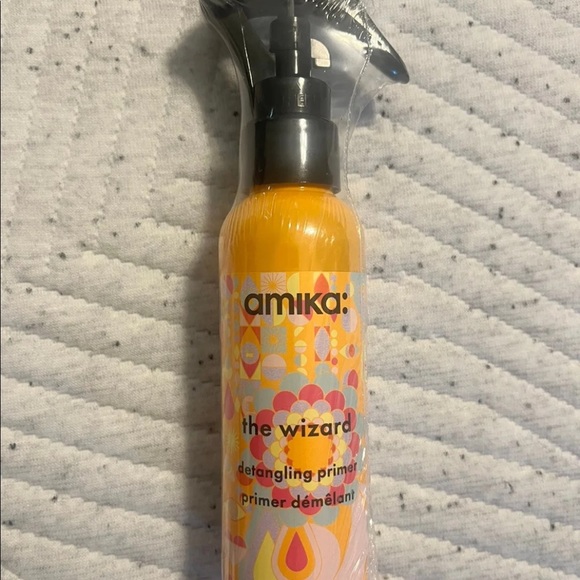 amika:
the wizard
detangling primer
primer démêlant